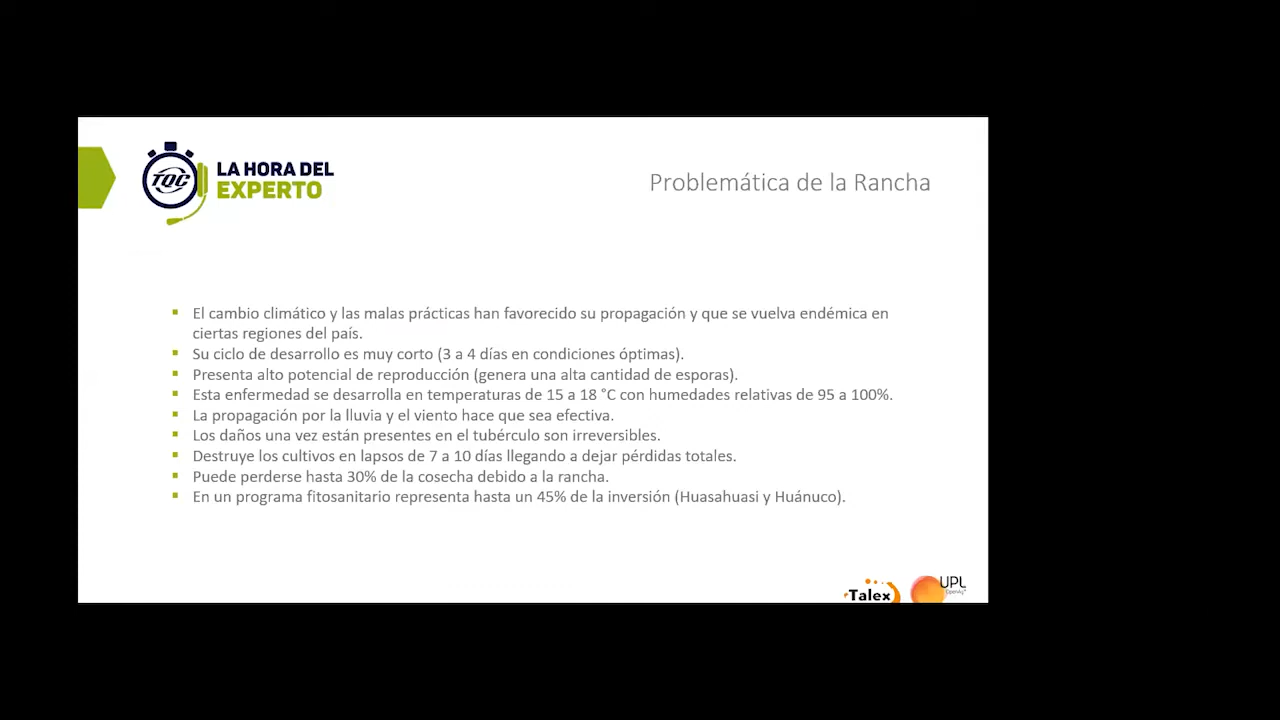 TQC
LA HORA DEL
EXPERTO
Problemática de la Rancha
El cambio climático y las malas prácticas han favorecido su propagación y que se vuelva endémica en
ciertas regiones del país.
Su ciclo de desarrollo es muy corto (3 a 4 días en condiciones óptimas).
Presenta alto potencial de reproducción (genera una alta cantidad de esporas).
Esta enfermedad se desarrolla en temperaturas de 15 a 18 °C con humedades relativas de 95 a 100%.
La propagación por la lluvia y el viento hace que sea efectiva.
Los daños una vez están presentes en el tubérculo son irreversibles.
Destruye los cultivos en lapsos de 7 a 10 días llegando a dejar pérdidas totales.
Puede perderse hasta 30% de la cosecha debido a la rancha.
En un programa fitosanitario representa hasta un 45% de la inversión (Huasahuasi y Huánuco).
Talex
UPL
OpenAg